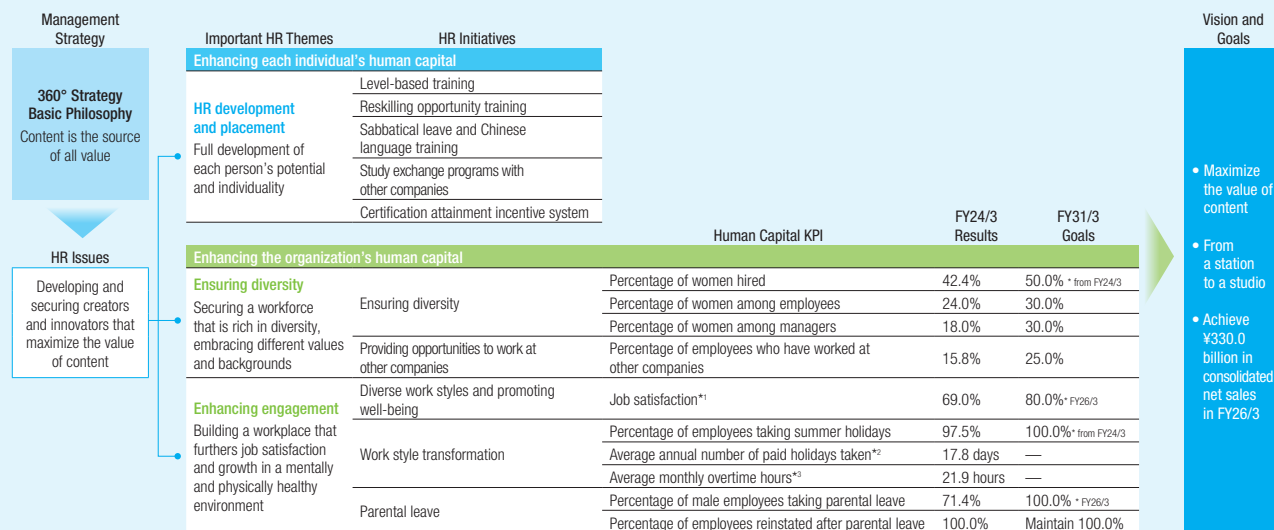 Management
Strategy
360° Strategy
Basic Philosophy
Content is the source
of all value
HR Issues
Developing and
securing creators
and innovators that
maximize the value
of content
Important HR Themes
HR Initiatives
Enhancing each individual's human capital
HR development
and placement
Full development of
each person's potential
and individuality
Level-based training
Reskilling opportunity training
Sabbatical leave and Chinese
language training
Study exchange programs with
other companies
Certification attainment incentive system
Human Capital KPI
FY24/3
Results
FY31/3
Goals
Enhancing the organization's human capital
Ensuring diversity
Securing a workforce
that is rich in diversity,
embracing different values
and backgrounds
Ensuring diversity
Percentage of women hired 42.4% 50.0% * from FY24/3
Percentage of women among employees 24.0% 30.0%
Percentage of women among managers 18.0% 30.0%
Providing opportunities to work at
other companies
Percentage of employees who have worked at
other companies
15.8% 25.0%
Enhancing engagement
Building a workplace that
furthers job satisfaction
and growth in a mentally
and physically healthy
environment
Diverse work styles and promoting
well-being
Job satisfaction*1 69.0% 80.0%* FY26/3
Work style transformation
Percentage of employees taking summer holidays 97.5% 100.0%* from FY24/3
Average annual number of paid holidays taken*2 17.8 days —
Average monthly overtime hours*3 21.9 hours —
Parental leave
Percentage of male employees taking parental leave 71.4% 100.0% * FY26/3
Percentage of employees reinstated after parental leave 100.0% Maintain 100.0%
Vision and
Goals
• Maximize
the value of
content
• From
a station
to a studio
• Achieve
¥330.0
billion in
consolidated
net sales
in FY26/3